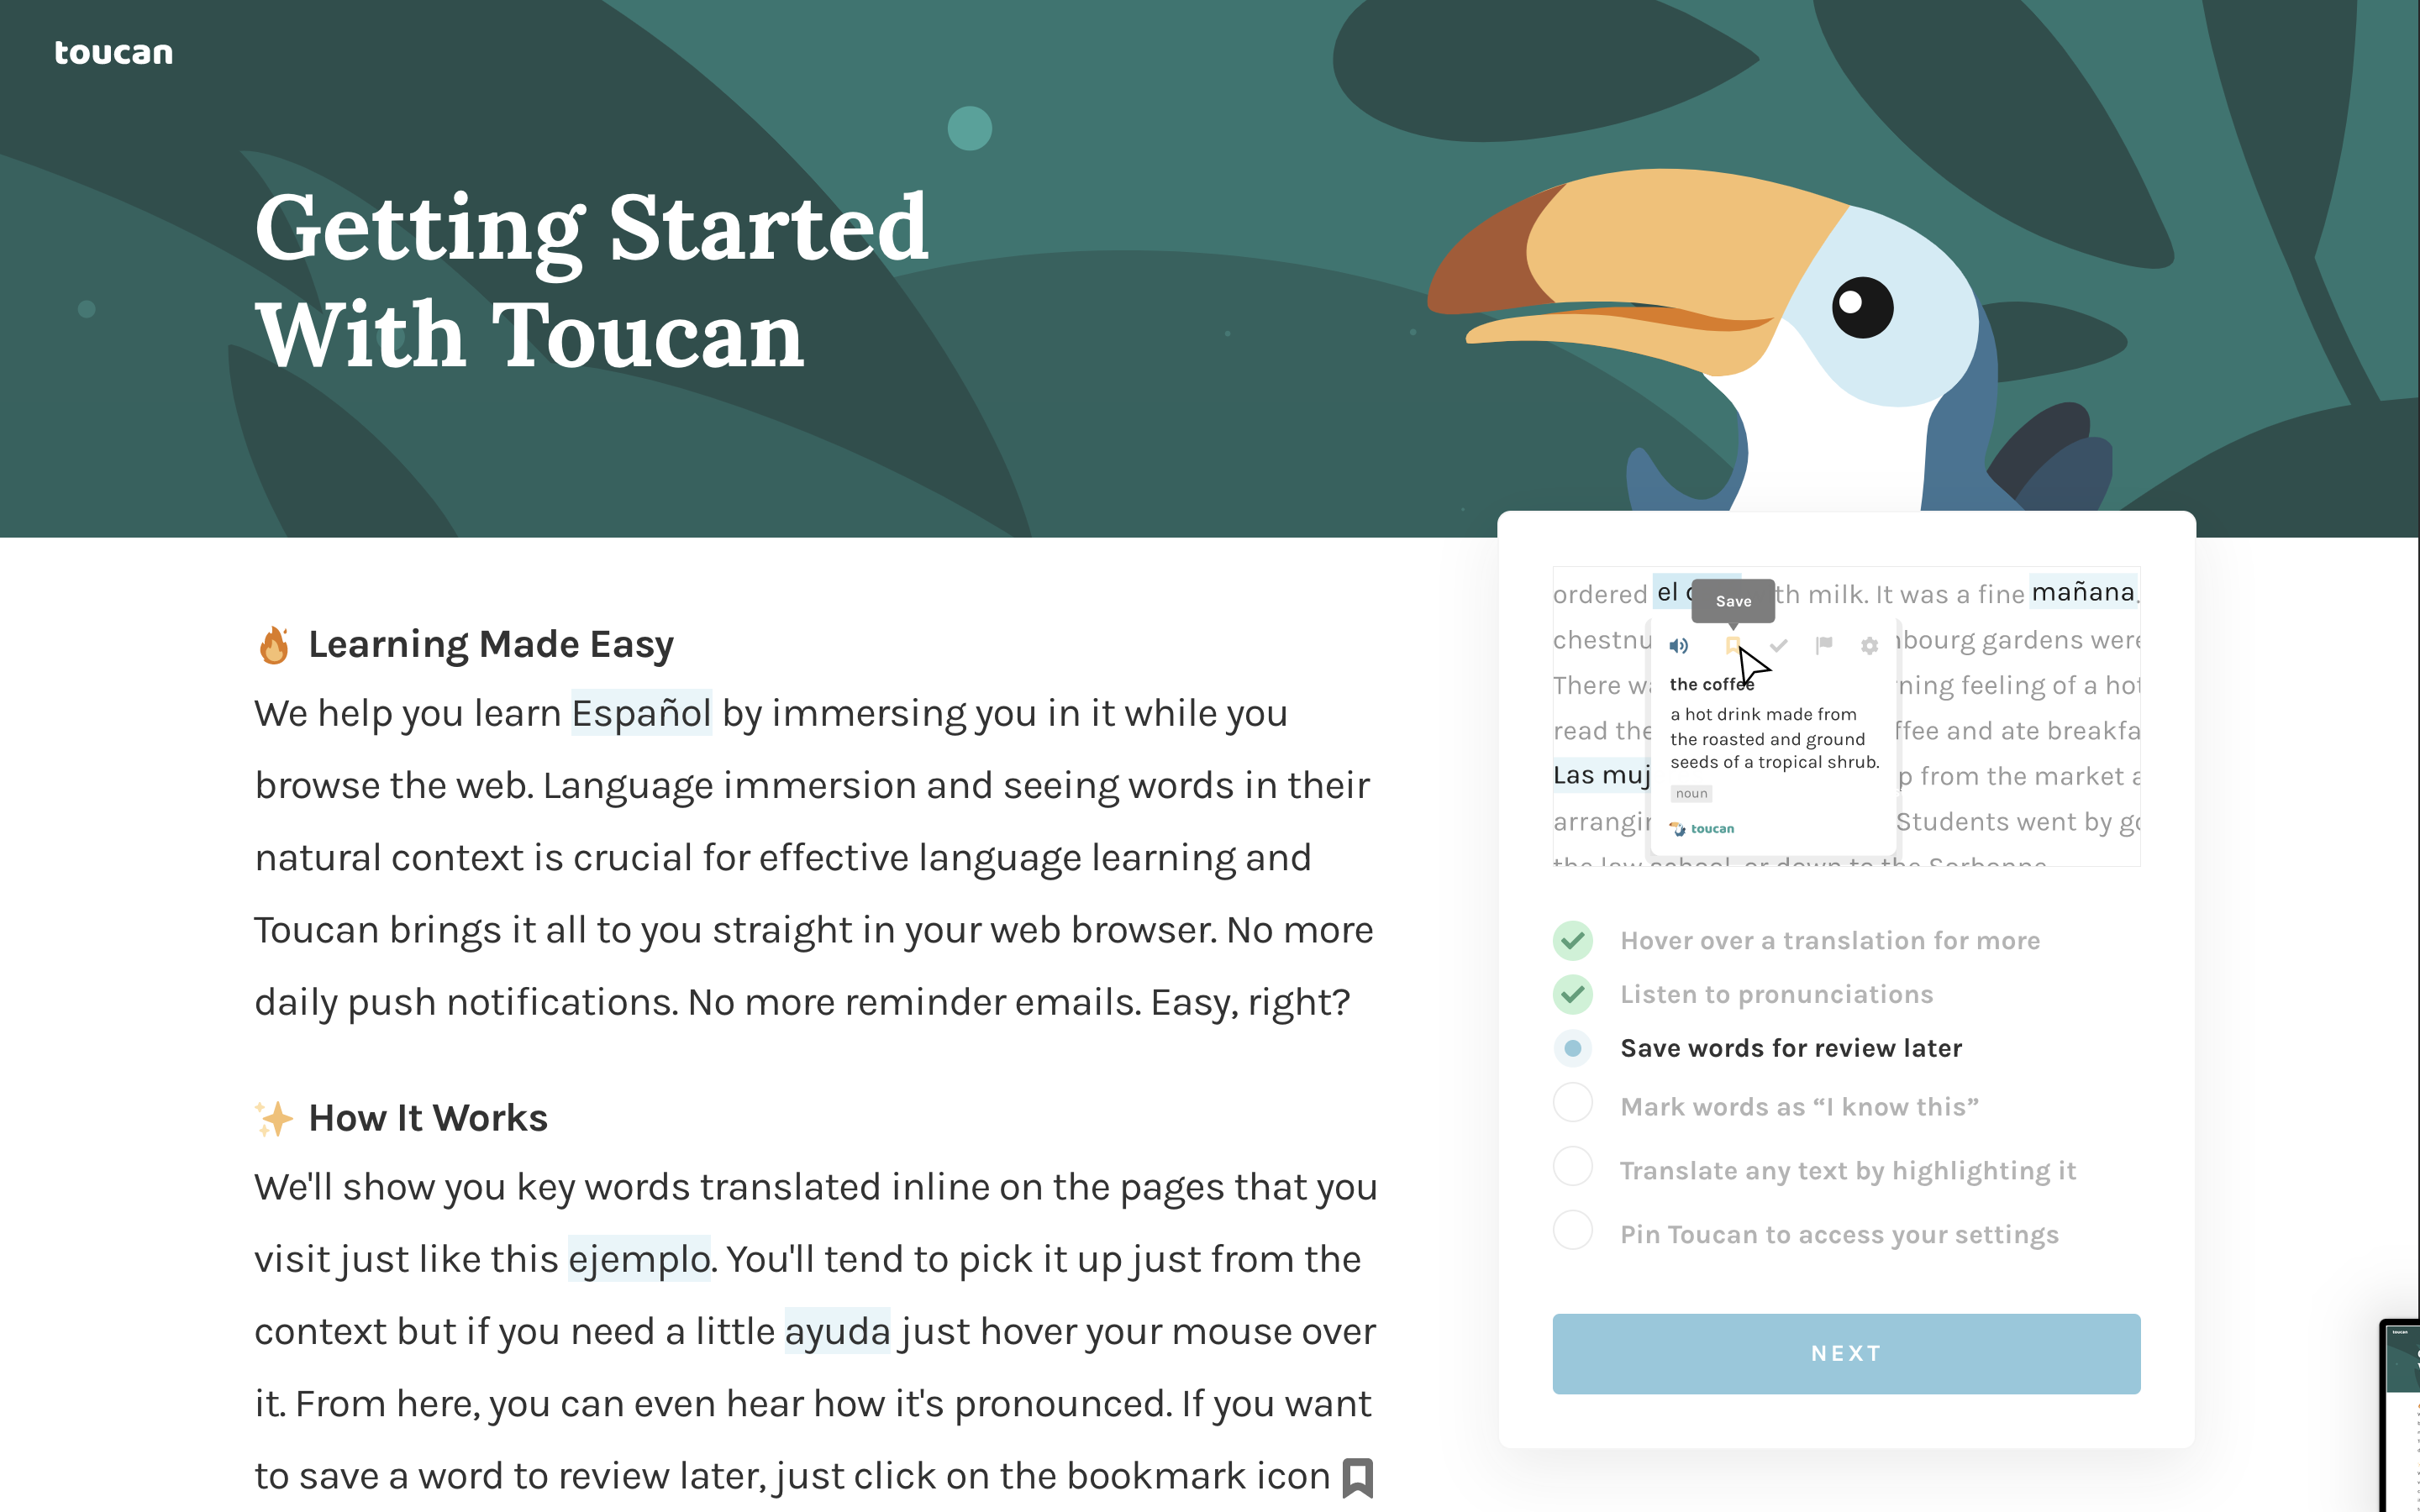 toucan
Getting Started
With Toucan
Learning Made Easy
We help you learn Español by immersing you in it while you
browse the web. Language immersion and seeing words in their
natural context is crucial for effective language learning and
Toucan brings it all to you straight in your web browser. No more
daily push notifications. No more reminder emails. Easy, right?
How It Works
We'll show you key words translated inline on the pages that you
visit just like this ejemplo. You'll tend to pick it up just from the
context but if you need a little ayuda just hover your mouse over
it. From here, you can even hear how it's pronounced. If you want
to save a word to review later, just click on the bookmark icon
ordered el th milk. It was a fine mañana.
Save
chestnu bourg gardens were
There ning feeling of a hot
read the ffee and ate breakfa
Las muj p from the market
arrangin Students went by
the law school, or down to the Sorbonne
the coffee
a hot drink made from
the roasted and ground
seeds of a tropical shrub.
noun
toucan
Hover over a translation for more
Listen to pronunciations
Save words for review later
Mark words as “I know this”
Translate any text by highlighting it
Pin Toucan to access your settings
NEXT
toucan